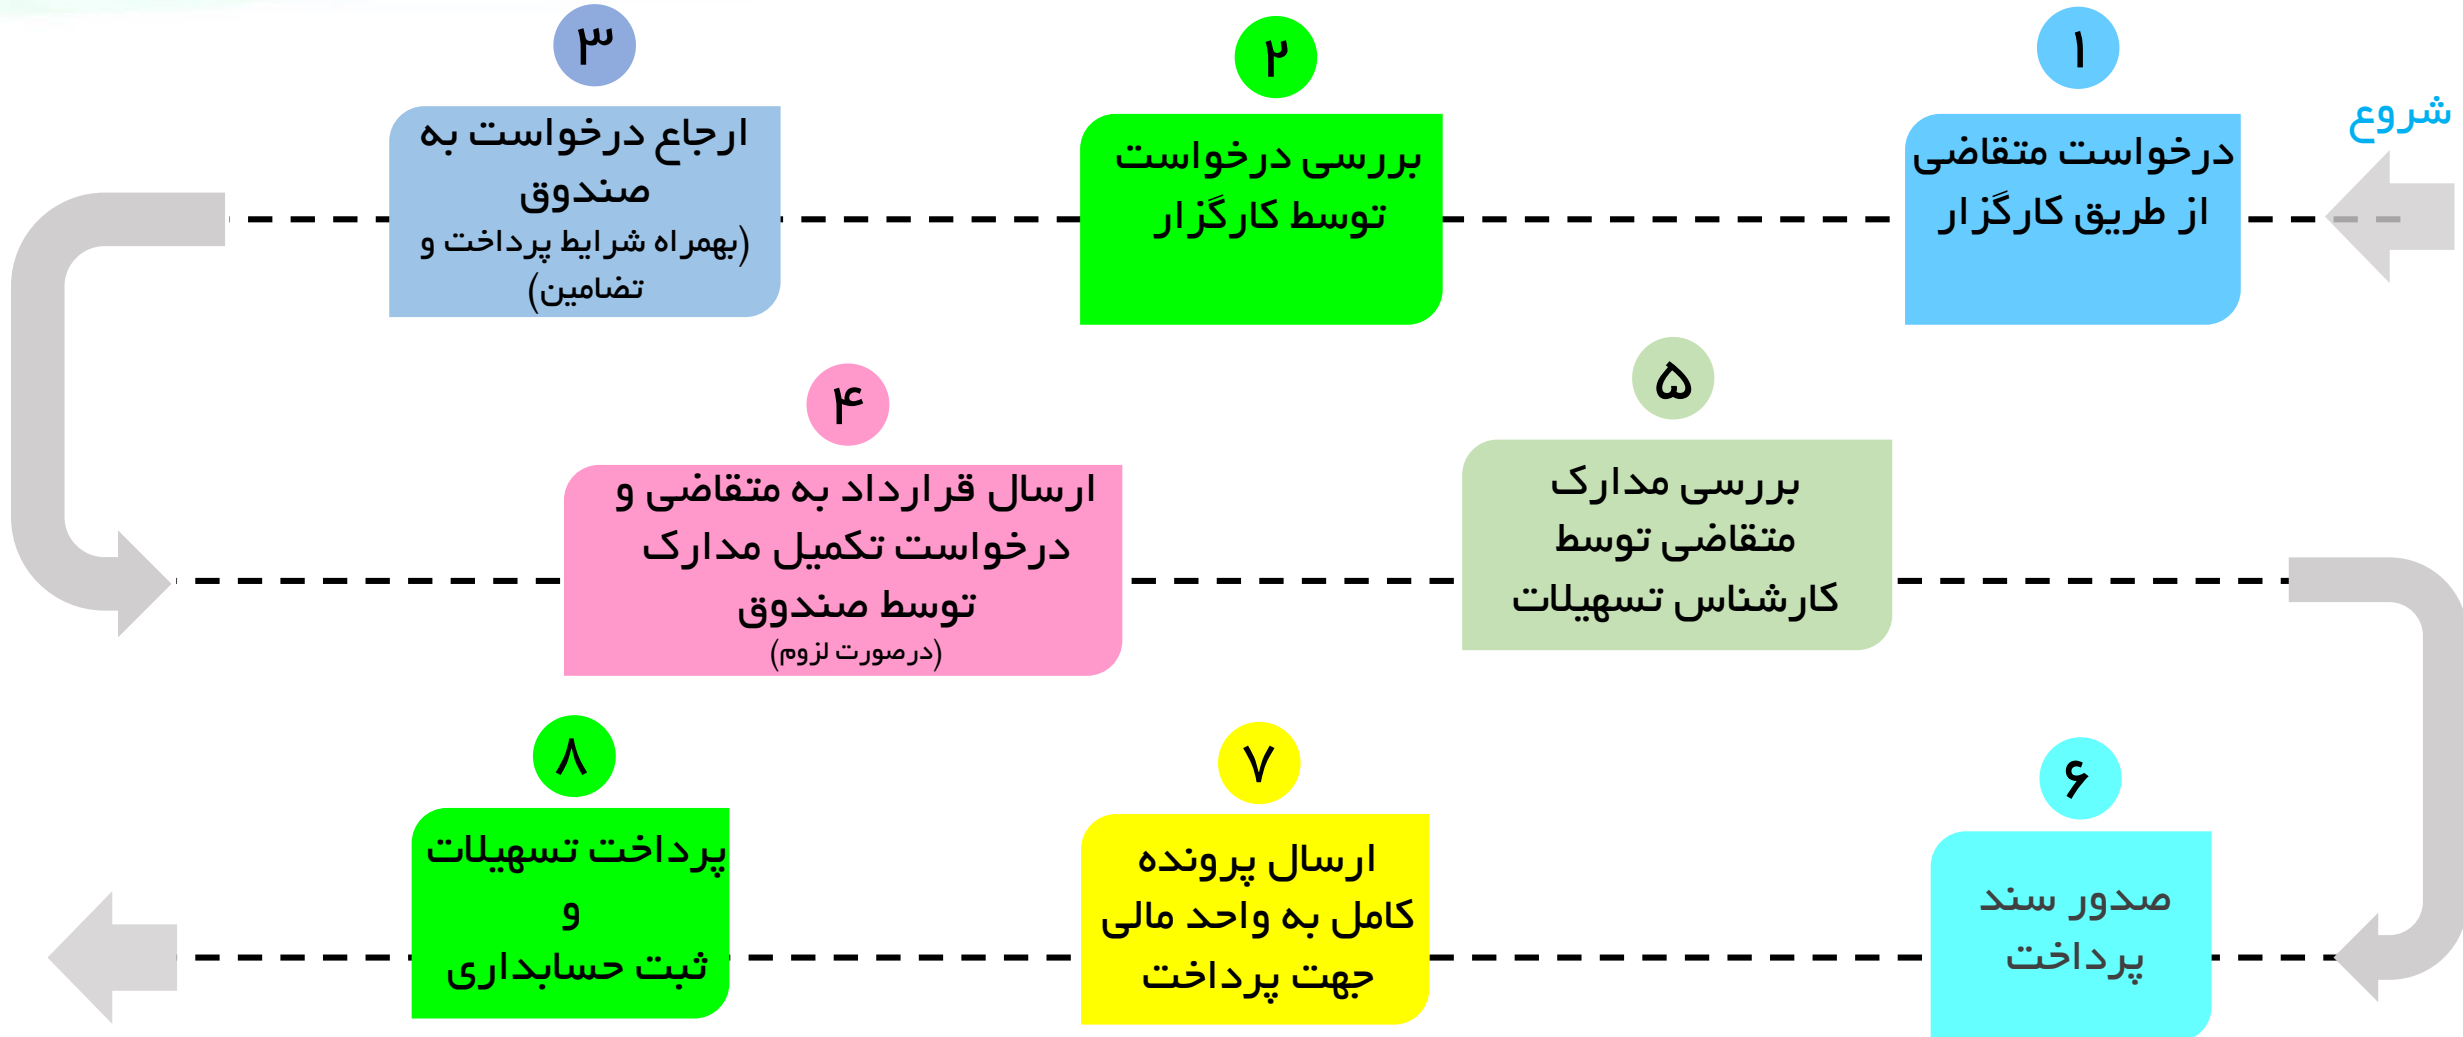 شروع
۱
درخواست متقاضی
از طریق کارگزار
۲
بررسی درخواست
توسط کارگزار
۳
ارجاع درخواست به
صندوق
(بهمراه شرایط پرداخت و
تضامین)
۴
ارسال قرارداد به متقاضی و
درخواست تکمیل مدارک
توسط صندوق
(درصورت لزوم)
۵
بررسی مدارک
متقاضی توسط
کارشناس تسهیلات
۶
صدور سند
پرداخت
۷
ارسال پرونده
کامل به واحد مالی
جهت پرداخت
۸
پرداخت تسهیلات
و
ثبت حسابداری